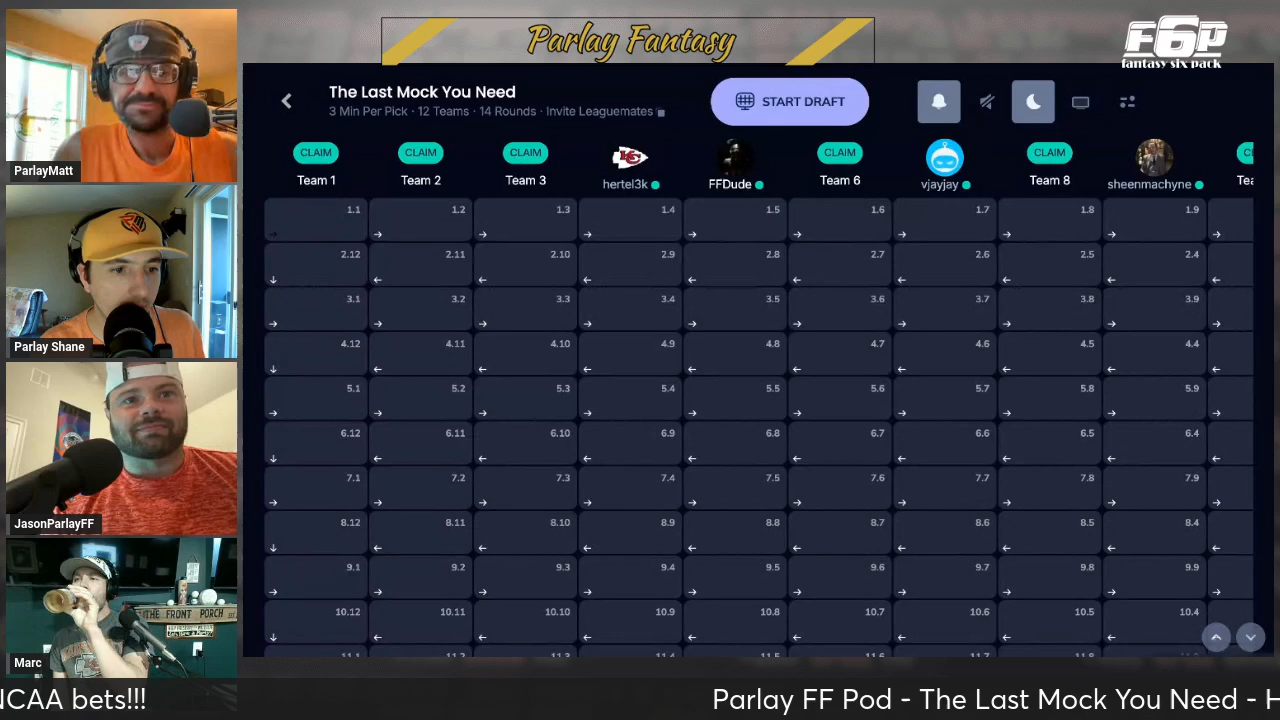 Parlay Fantasy
F6P
fantasy six pack
The Last Mock You Need
3 Min Per Pick · 12 Teams · 14 Rounds · Invite Leaguemates
START DRAFT
CLAIM CLAIM CLAIM CLAIM CLAIM
Team 1 Team 2 Team 3 hertel3k FFDude Team 6 vjayjay Team 8 sheenmachyne
1.1 1.2 1.3 1.4 1.5 1.6 1.7 1.8 1.9
2.12 2.11 2.10 2.9 2.8 2.7 2.6 2.5 2.4
3.1 3.2 3.3 3.4 3.5 3.6 3.7 3.8 3.9
4.12 4.11 4.10 4.9 4.8 4.7 4.6 4.5 4.4
5.1 5.2 5.3 5.4 5.5 5.6 5.7 5.8 5.9
6.12 6.11 6.10 6.9 6.8 6.7 6.6 6.5 6.4
7.1 7.2 7.3 7.4 7.5 7.6 7.7 7.8 7.9
8.12 8.11 8.10 8.9 8.8 8.7 8.6 8.5 8.4
9.1 9.2 9.3 9.4 9.5 9.6 9.7 9.8 9.9
10.12 10.11 10.10 10.9 10.8 10.7 10.6 10.5 10.4
ParlayMatt
Parlay Shane
JasonParlayFF
THE FRONT PORCH
Marc
NCAA bets!!!
Parlay FF Pod - The Last Mock You Need - H